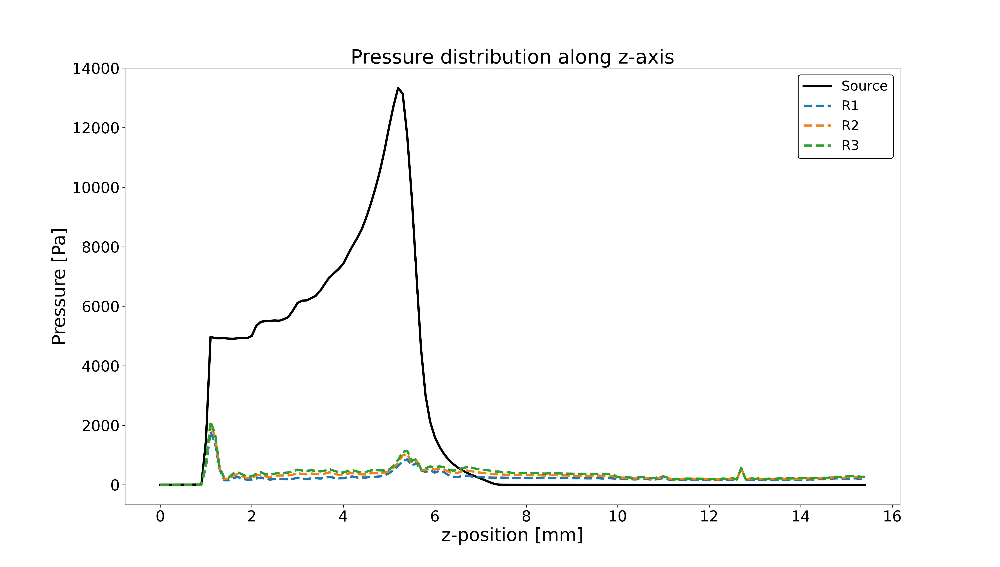 Pressure distribution along z-axis
14000
12000
10000
8000
6000
4000
2000
0
Pressure [Pa]
Source
R1
R2
R3
0 2 4 6 8 10 12 14 16
z-position [mm]